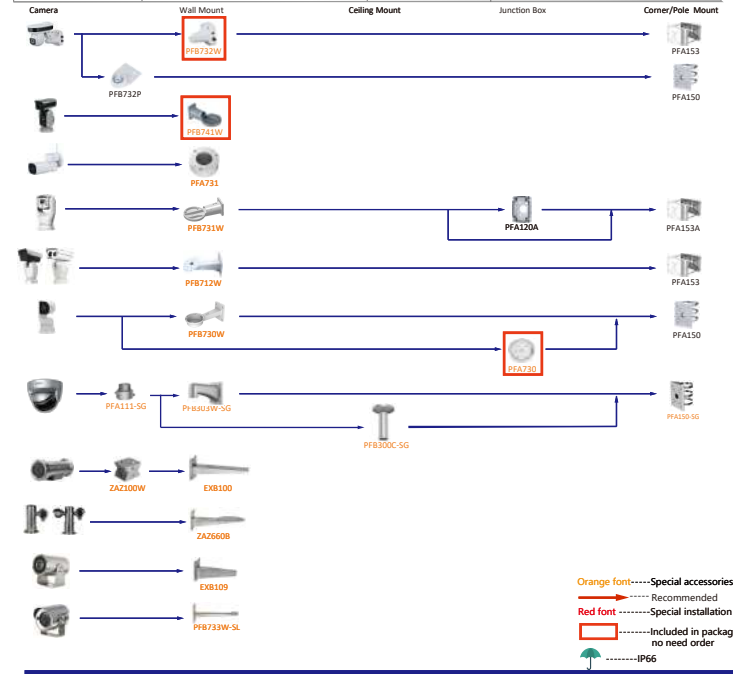 Camera Wall Mount Ceiling Mount Junction Box Corner/Pole Mount
PFB732W PFA153
PFB732P PFA150
PFB741W
PFA731
PFB731W PFA120A PFA153A
PFB712W PFA153
PFB730W PFA150
PFA730
PFA111-SG PFB303W-SG PFA150-SG
PFB300C-SG
ZAZ100W EXB100
ZAZ660B
EXB109
PFB733W-SL
Orange font-----Special accessories
----- Recommended
Red font -------Special installation
-------Included in packag
no need order
--------IP66